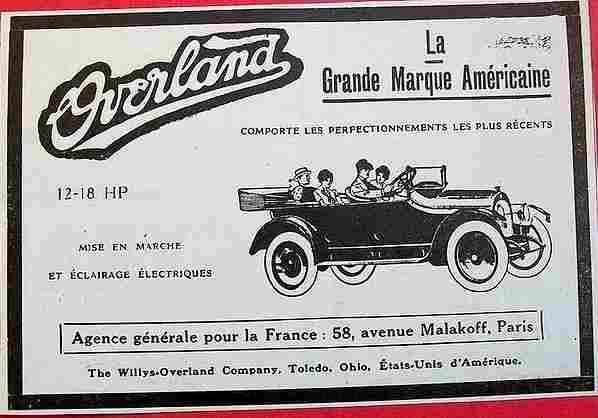 Overland
La
Grande Marque Américaine
COMPORTE LES PERFECTIONNEMENTS LES PLUS RÉCENTS
12-18 HP
MISE EN MARCHE
ET ÉCLAIRAGE ÉLECTRIQUES
Agence générale pour la France : 58, avenue Malakoff, Paris
The Willys-Overland Company, Toledo, Ohio, États-Unis d'Amérique.